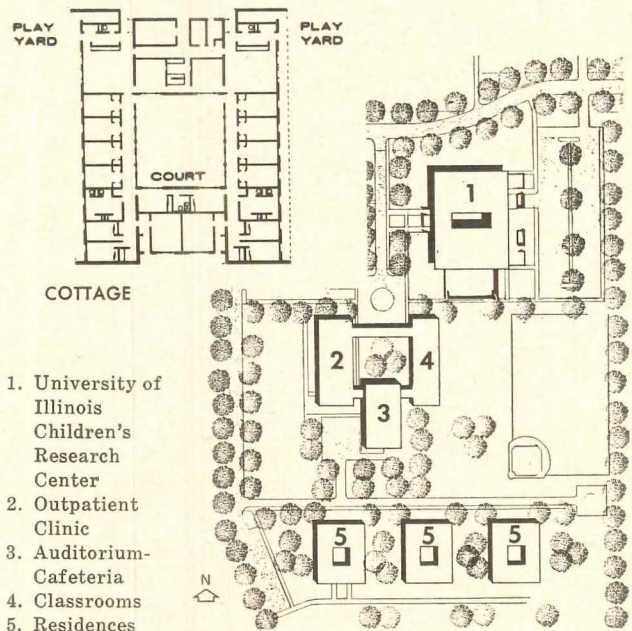 PLAY
YARD
PLAY
YARD
COURT
COTTAGE
1
2
4
3
5
5
5
N
1. University of
Illinois
Children's
Research
Center
2. Outpatient
Clinic
3. Auditorium-
Cafeteria
4. Classrooms
5. Residences